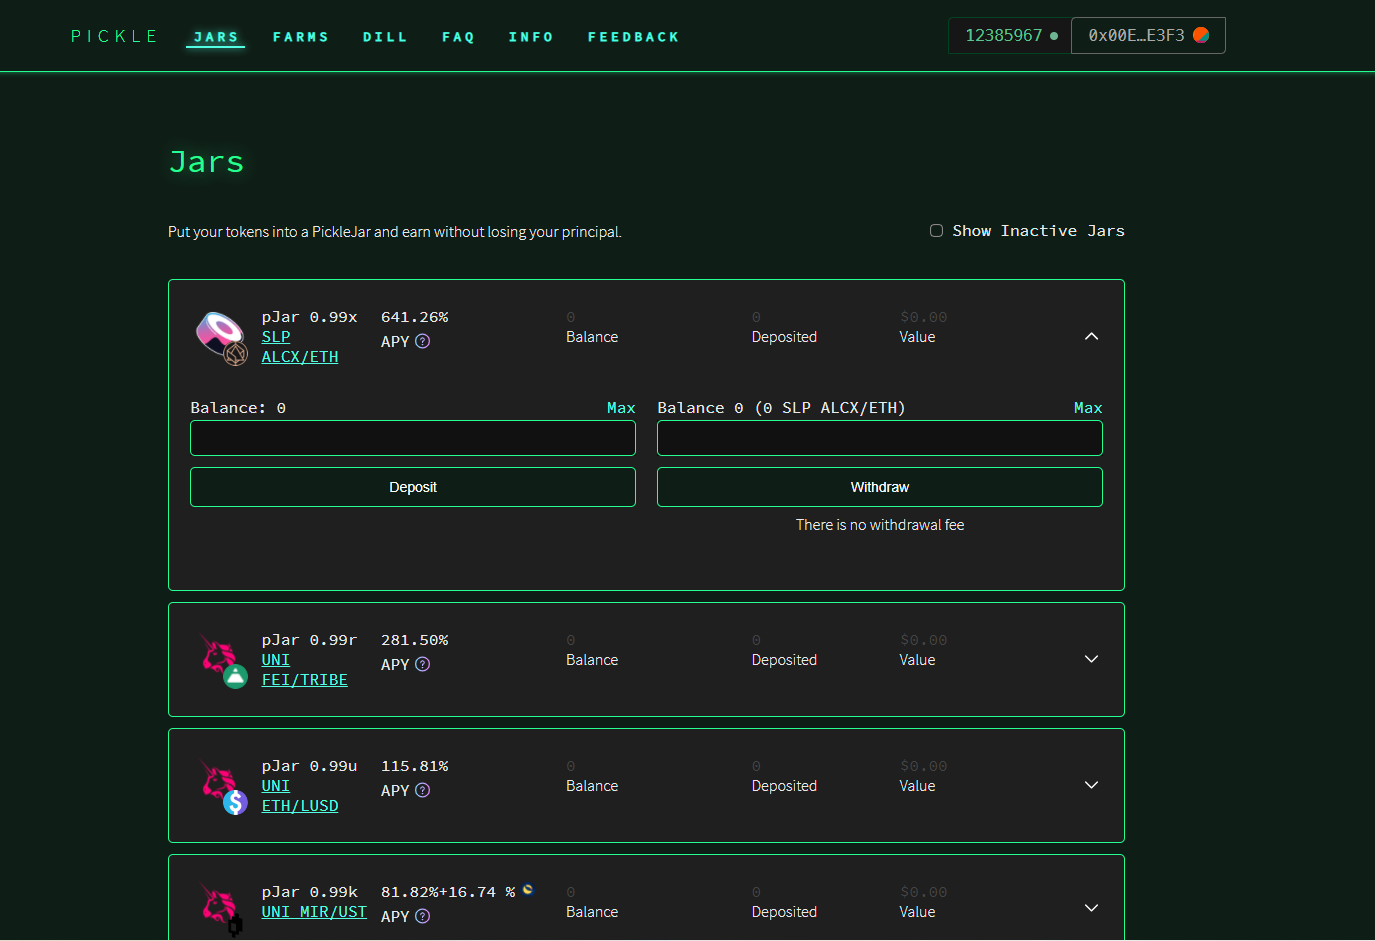 PICKLE JARS FARMS DILL FAQ INFO FEEDBACK 12385967 0x00E…E3F3
Jars
Put your tokens into a PickleJar and earn without losing your principal. Show Inactive Jars
pJar 0.99x 641.26% 0 0 $0.00
SLP APY ? Balance Deposited Value
ALCX/ETH
Balance: 0 Max Balance 0 (0 SLP ALCX/ETH) Max
Deposit Withdraw
There is no withdrawal fee
pJar 0.99r 281.50% 0 0 $0.00
UNI APY ? Balance Deposited Value
FEI/TRIBE
pJar 0.99u 115.81% 0 0 $0.00
UNI APY ? Balance Deposited Value
ETH/LUSD
pJar 0.99k 81.82%+16.74 % 0 0 $0.00
UNI MIR/UST APY ? Balance Deposited Value